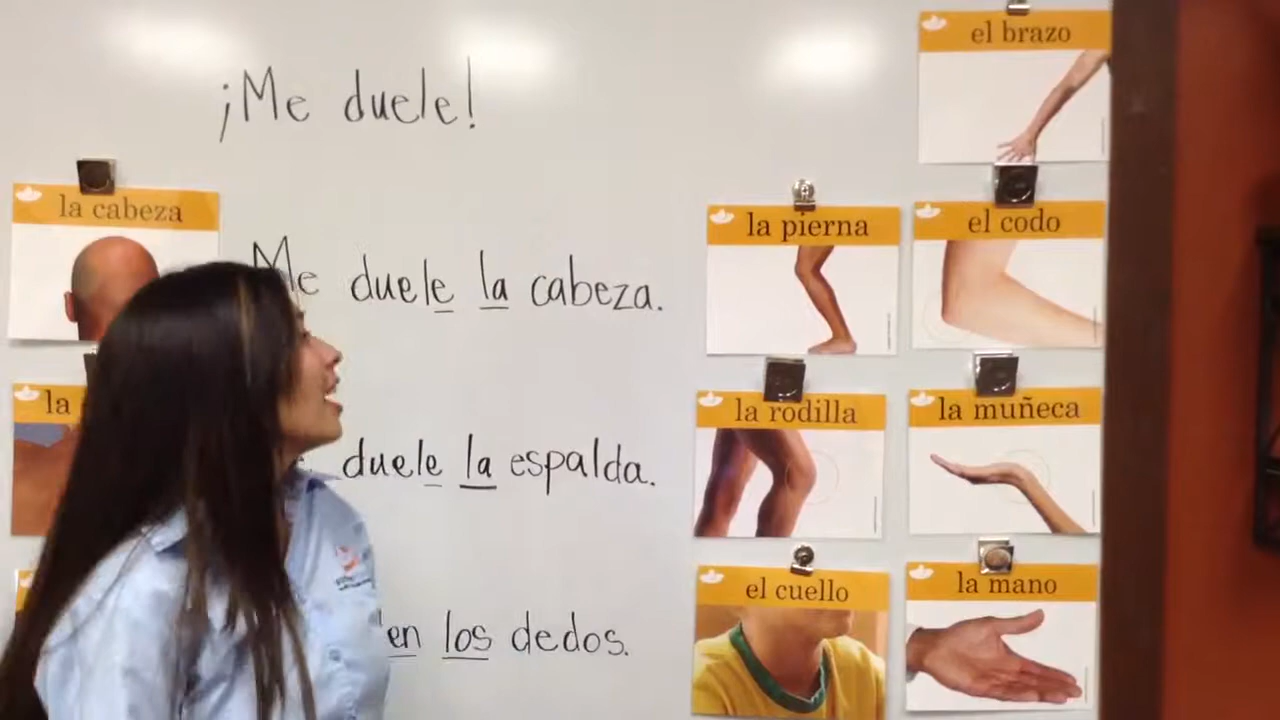 ¡Me duele!
Me duele la cabeza.
duele la espalda.
en los dedos.
la cabeza
la
el brazo
la pierna
el codo
la rodilla
la muñeca
el cuello
la mano